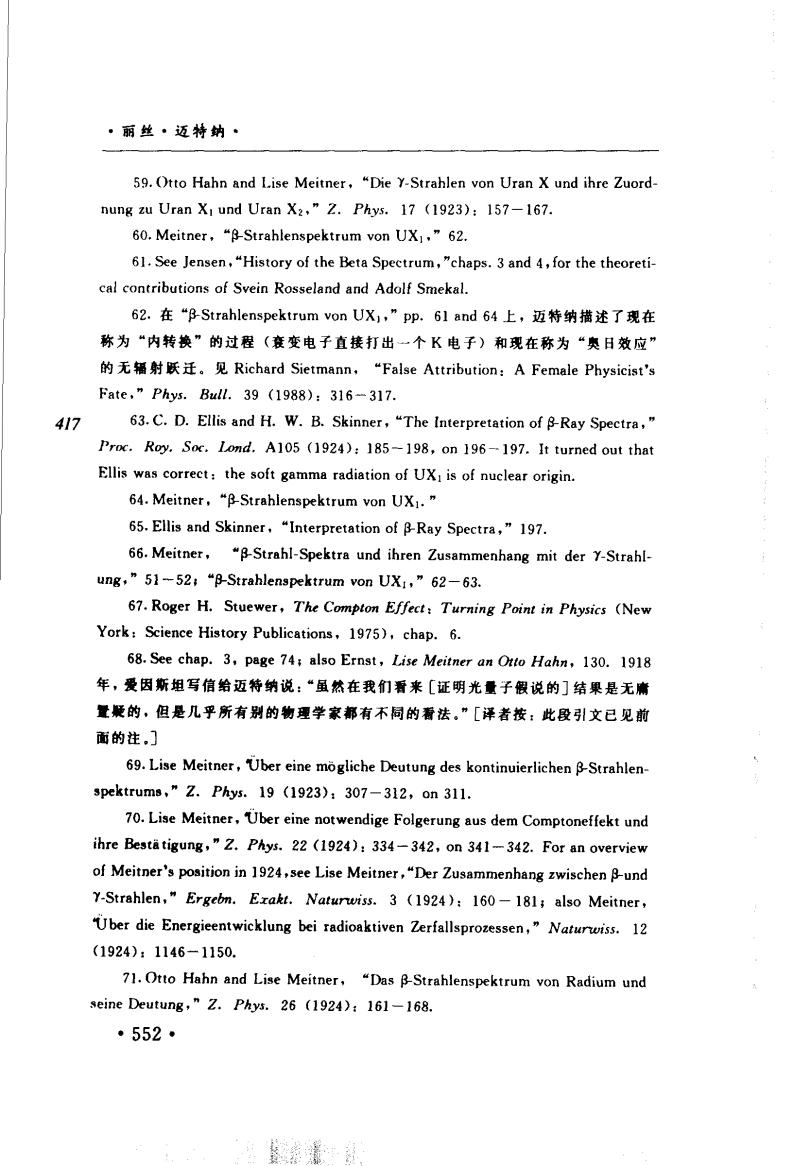 ·丽丝·迈特纳·
59. Otto Hahn and Lise Meitner, “Die γ-Strahlen von Uran X und ihre Zuord-
nung zu Uran X₁ und Uran X₂,” Z. Phys. 17 (1923): 157－167.
60. Meitner, “β-Strahlenspektrum von UX₁,” 62.
61. See Jensen, “History of the Beta Spectrum,” chaps. 3 and 4, for the theoreti-
cal contributions of Svein Rosseland and Adolf Smekal.
62. 在 “β-Strahlenspektrum von UX₁,” pp. 61 and 64 上，迈特纳描述了现在
称为 “内转换” 的过程（衰变电子直接打出一个 K 电子）和现在称为 “奥日效应”
的无辐射跃迁。见 Richard Sietmann, “False Attribution: A Female Physicist's
Fate,” Phys. Bull. 39 (1988): 316－317.
417
63. C. D. Ellis and H. W. B. Skinner, “The Interpretation of β-Ray Spectra,”
Proc. Roy. Soc. Lond. A105 (1924): 185－198, on 196－197. It turned out that
Ellis was correct: the soft gamma radiation of UX₁ is of nuclear origin.
64. Meitner, “β-Strahlenspektrum von UX₁.”
65. Ellis and Skinner, “Interpretation of β-Ray Spectra,” 197.
66. Meitner, “β-Strahl-Spektra und ihren Zusammenhang mit der γ-Strahl-
ung,” 51－52; “β-Strahlenspektrum von UX₁,” 62－63.
67. Roger H. Stuewer, The Compton Effect: Turning Point in Physics (New
York: Science History Publications, 1975), chap. 6.
68. See chap. 3, page 74; also Ernst, Lise Meitner an Otto Hahn, 130. 1918
年，爱因斯坦写信给迈特纳说：“虽然在我们看来［证明光量子假说的］结果是无庸
置疑的，但是几乎所有别的物理学家都有不同的看法。”［译者按：此段引文已见前
面的注。］
69. Lise Meitner, “Über eine mögliche Deutung des kontinuierlichen β-Strahlen-
spektrums,” Z. Phys. 19 (1923): 307－312, on 311.
70. Lise Meitner, “Über eine notwendige Folgerung aus dem Comptoneffekt und
ihre Bestätigung,” Z. Phys. 22 (1924): 334－342, on 341－342. For an overview
of Meitner's position in 1924, see Lise Meitner, “Der Zusammenhang zwischen β-und
γ-Strahlen,” Ergebn. Exakt. Naturwiss. 3 (1924): 160－181; also Meitner,
“Über die Energieentwicklung bei radioaktiven Zerfallsprozessen,” Naturwiss. 12
(1924): 1146－1150.
71. Otto Hahn and Lise Meitner, “Das β-Strahlenspektrum von Radium und
seine Deutung,” Z. Phys. 26 (1924): 161－168.
·552·